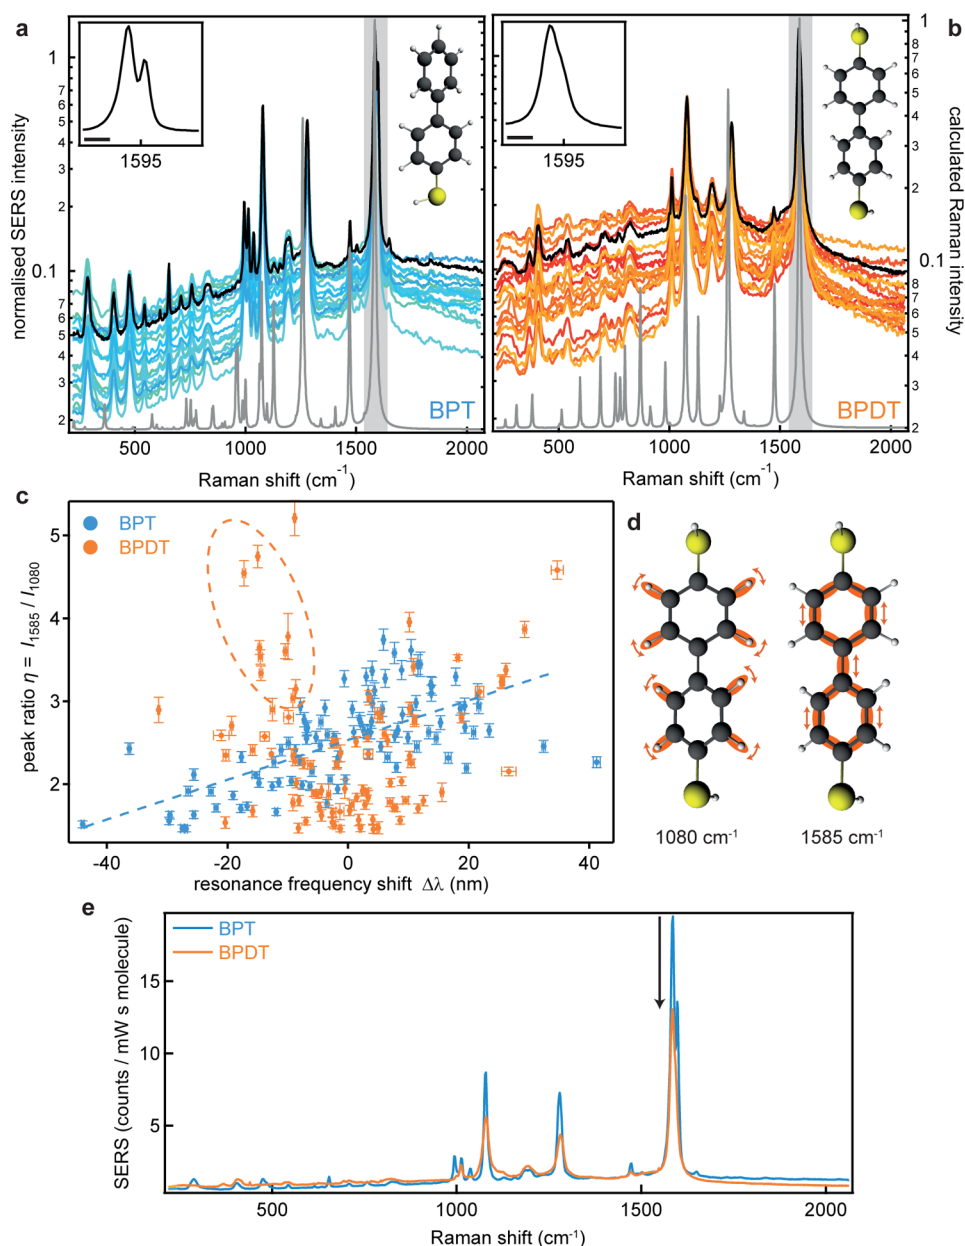 a
b
normalised SERS intensity
1
6
5
4
3
2
0.1
7
6
5
4
3
2
1595
BPT
500
1000
1500
2000
Raman shift (cm⁻¹)
1595
BPDT
1
9
8
7
6
5
4
3
2
0.1
8
7
6
5
4
3
2
calculated Raman intensity
500
1000
1500
2000
Raman shift (cm⁻¹)
c
BPT
BPDT
peak ratio η = I1585 / I1080
5
4
3
2
-40
-20
0
20
40
resonance frequency shift Δλ (nm)
d
1080 cm⁻¹
1585 cm⁻¹
e
BPT
BPDT
SERS (counts / mW s molecule)
15
10
5
500
1000
1500
2000
Raman shift (cm⁻¹)